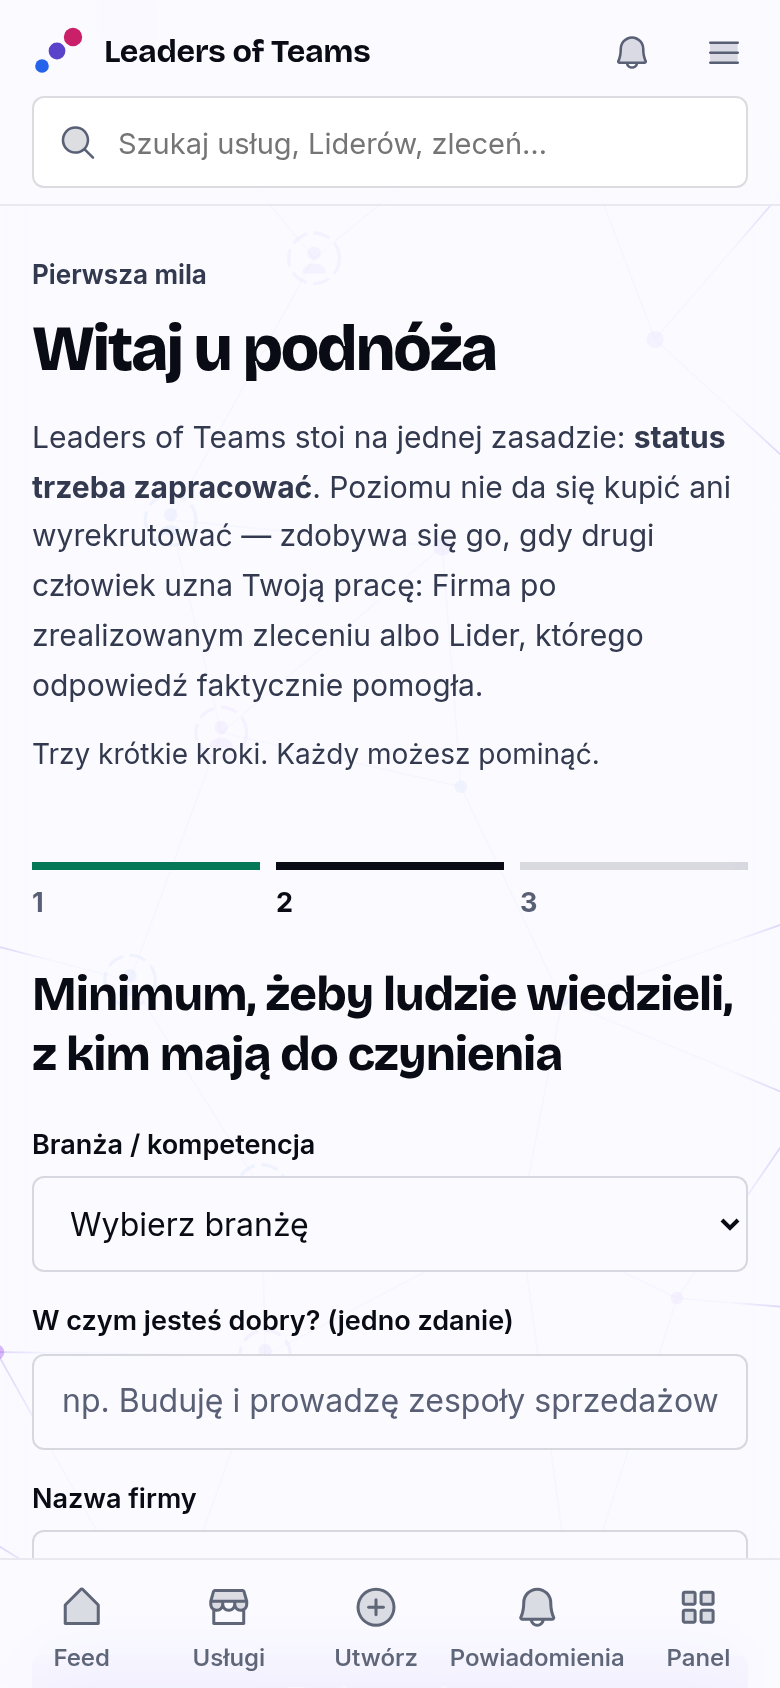 Leaders of Teams
Szukaj usług, Liderów, zleceń...
Pierwsza mila
Witaj u podnóża
Leaders of Teams stoi na jednej zasadzie: status
trzeba zapracować. Poziomu nie da się kupić ani
wyrekrutować — zdobywa się go, gdy drugi
człowiek uzna Twoją pracę: Firma po
zrealizowanym zleceniu albo Lider, którego
odpowiedź faktycznie pomogła.
Trzy krótkie kroki. Każdy możesz pominąć.
1 2 3
Minimum, żeby ludzie wiedzieli,
z kim mają do czynienia
Branża / kompetencja
Wybierz branżę
W czym jesteś dobry? (jedno zdanie)
np. Buduję i prowadzę zespoły sprzedażow
Nazwa firmy
Feed Usługi Utwórz Powiadomienia Panel